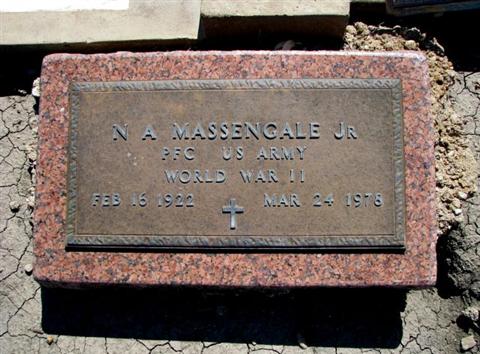 N A MASSENGALE JR
PFC US ARMY
WORLD WAR II
FEB 16 1922 MAR 24 1978